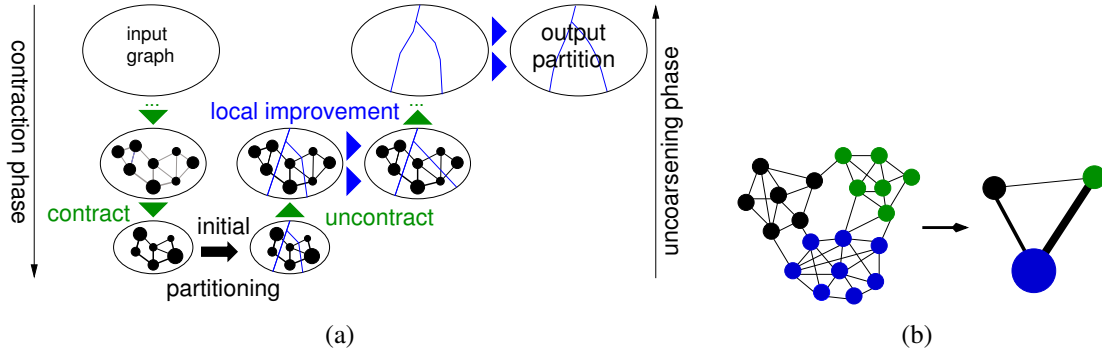 contraction phase
input
graph
...
local improvement
contract
initial
partitioning
uncontract
...
output
partition
uncoarsening phase
(a)
(b)